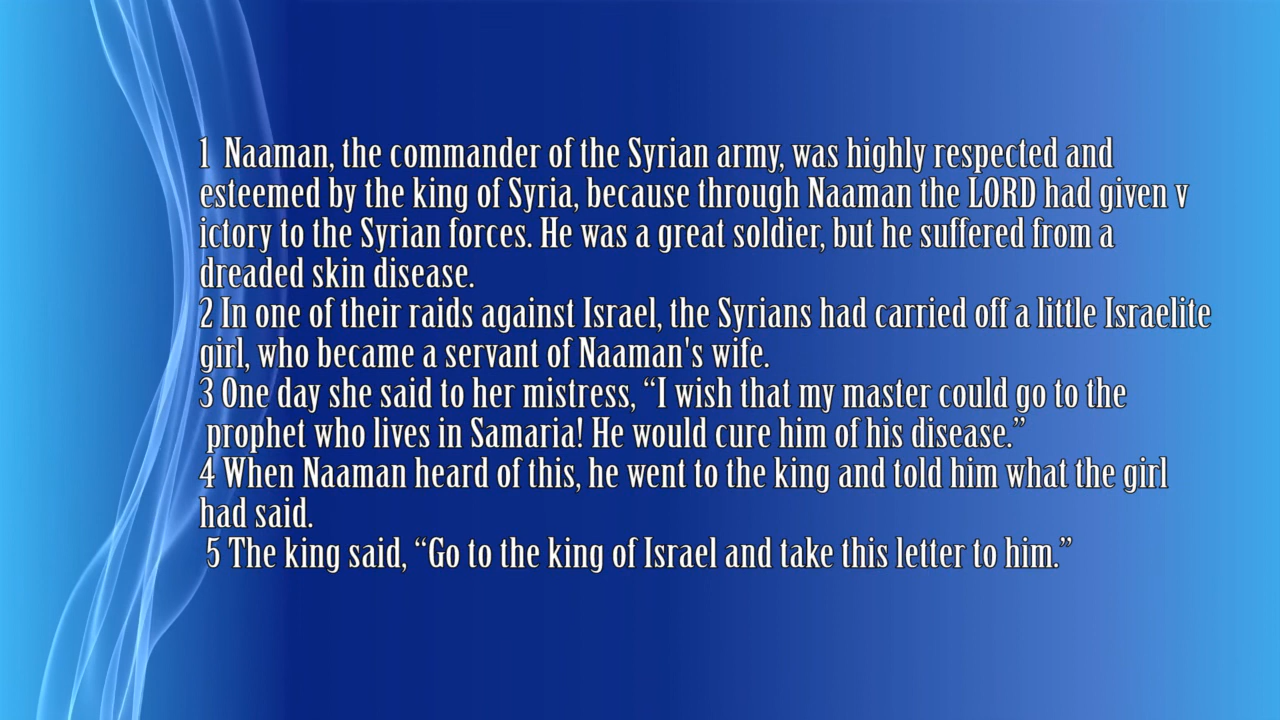 1 Naaman, the commander of the Syrian army, was highly respected and
esteemed by the king of Syria, because through Naaman the LORD had given v
ictory to the Syrian forces. He was a great soldier, but he suffered from a
dreaded skin disease.
2 In one of their raids against Israel, the Syrians had carried off a little Israelite
girl, who became a servant of Naaman's wife.
3 One day she said to her mistress, “I wish that my master could go to the
prophet who lives in Samaria! He would cure him of his disease.”
4 When Naaman heard of this, he went to the king and told him what the girl
had said.
5 The king said, “Go to the king of Israel and take this letter to him.”